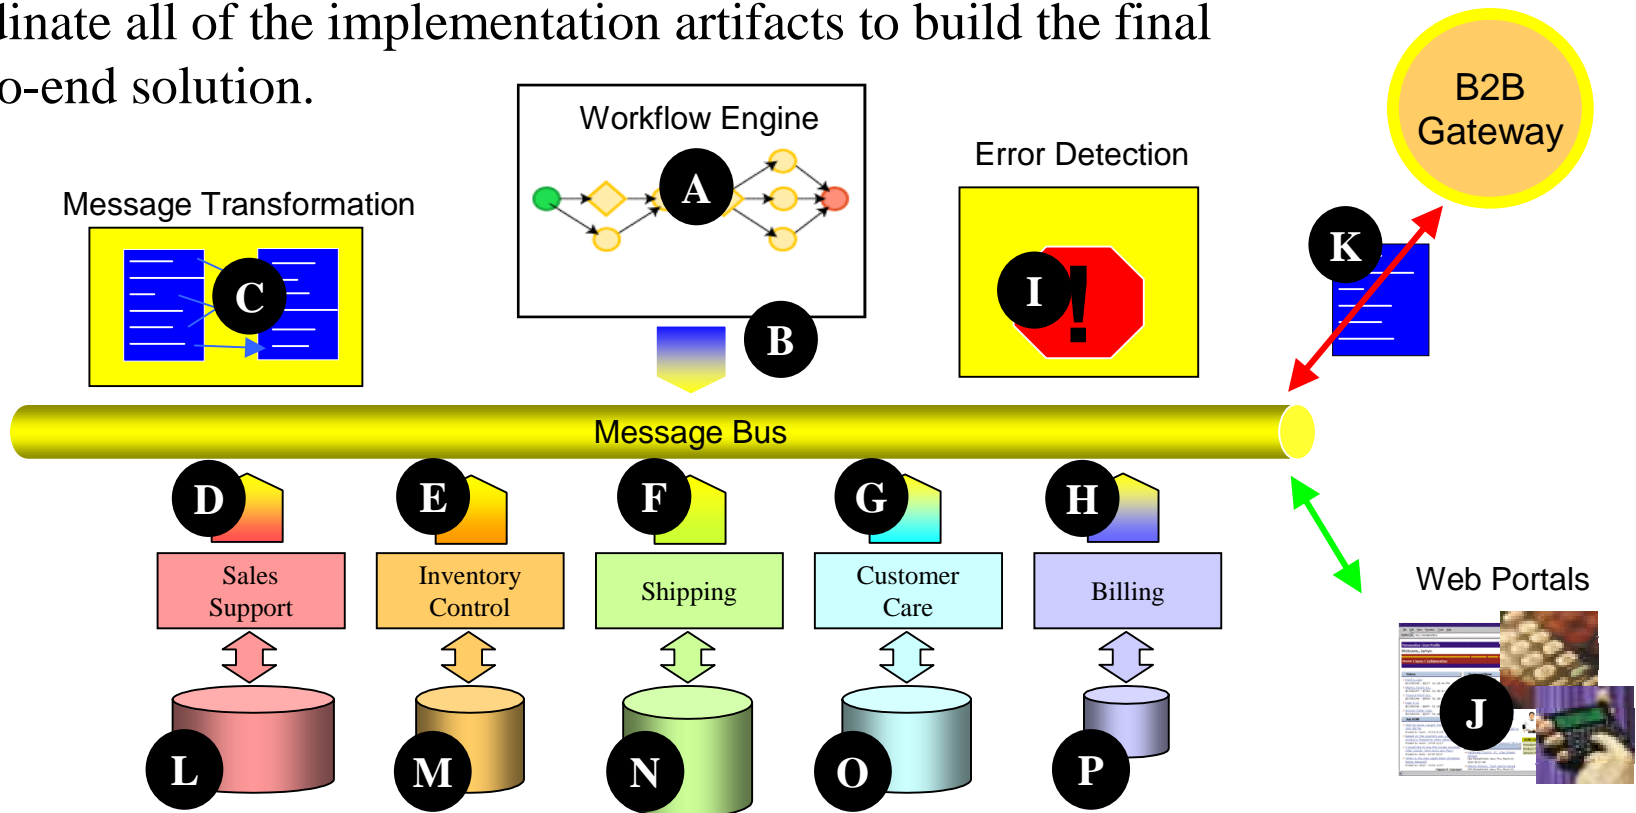 dinate all of the implementation artifacts to build the final
o-end solution.
B2B
Gateway
Workflow Engine
Error Detection
Message Transformation
A
K
C
I
!
B
Message Bus
D
E
F
G
H
Sales
Support
Inventory
Control
Shipping
Customer
Care
Billing
Web Portals
J
L
M
N
O
P